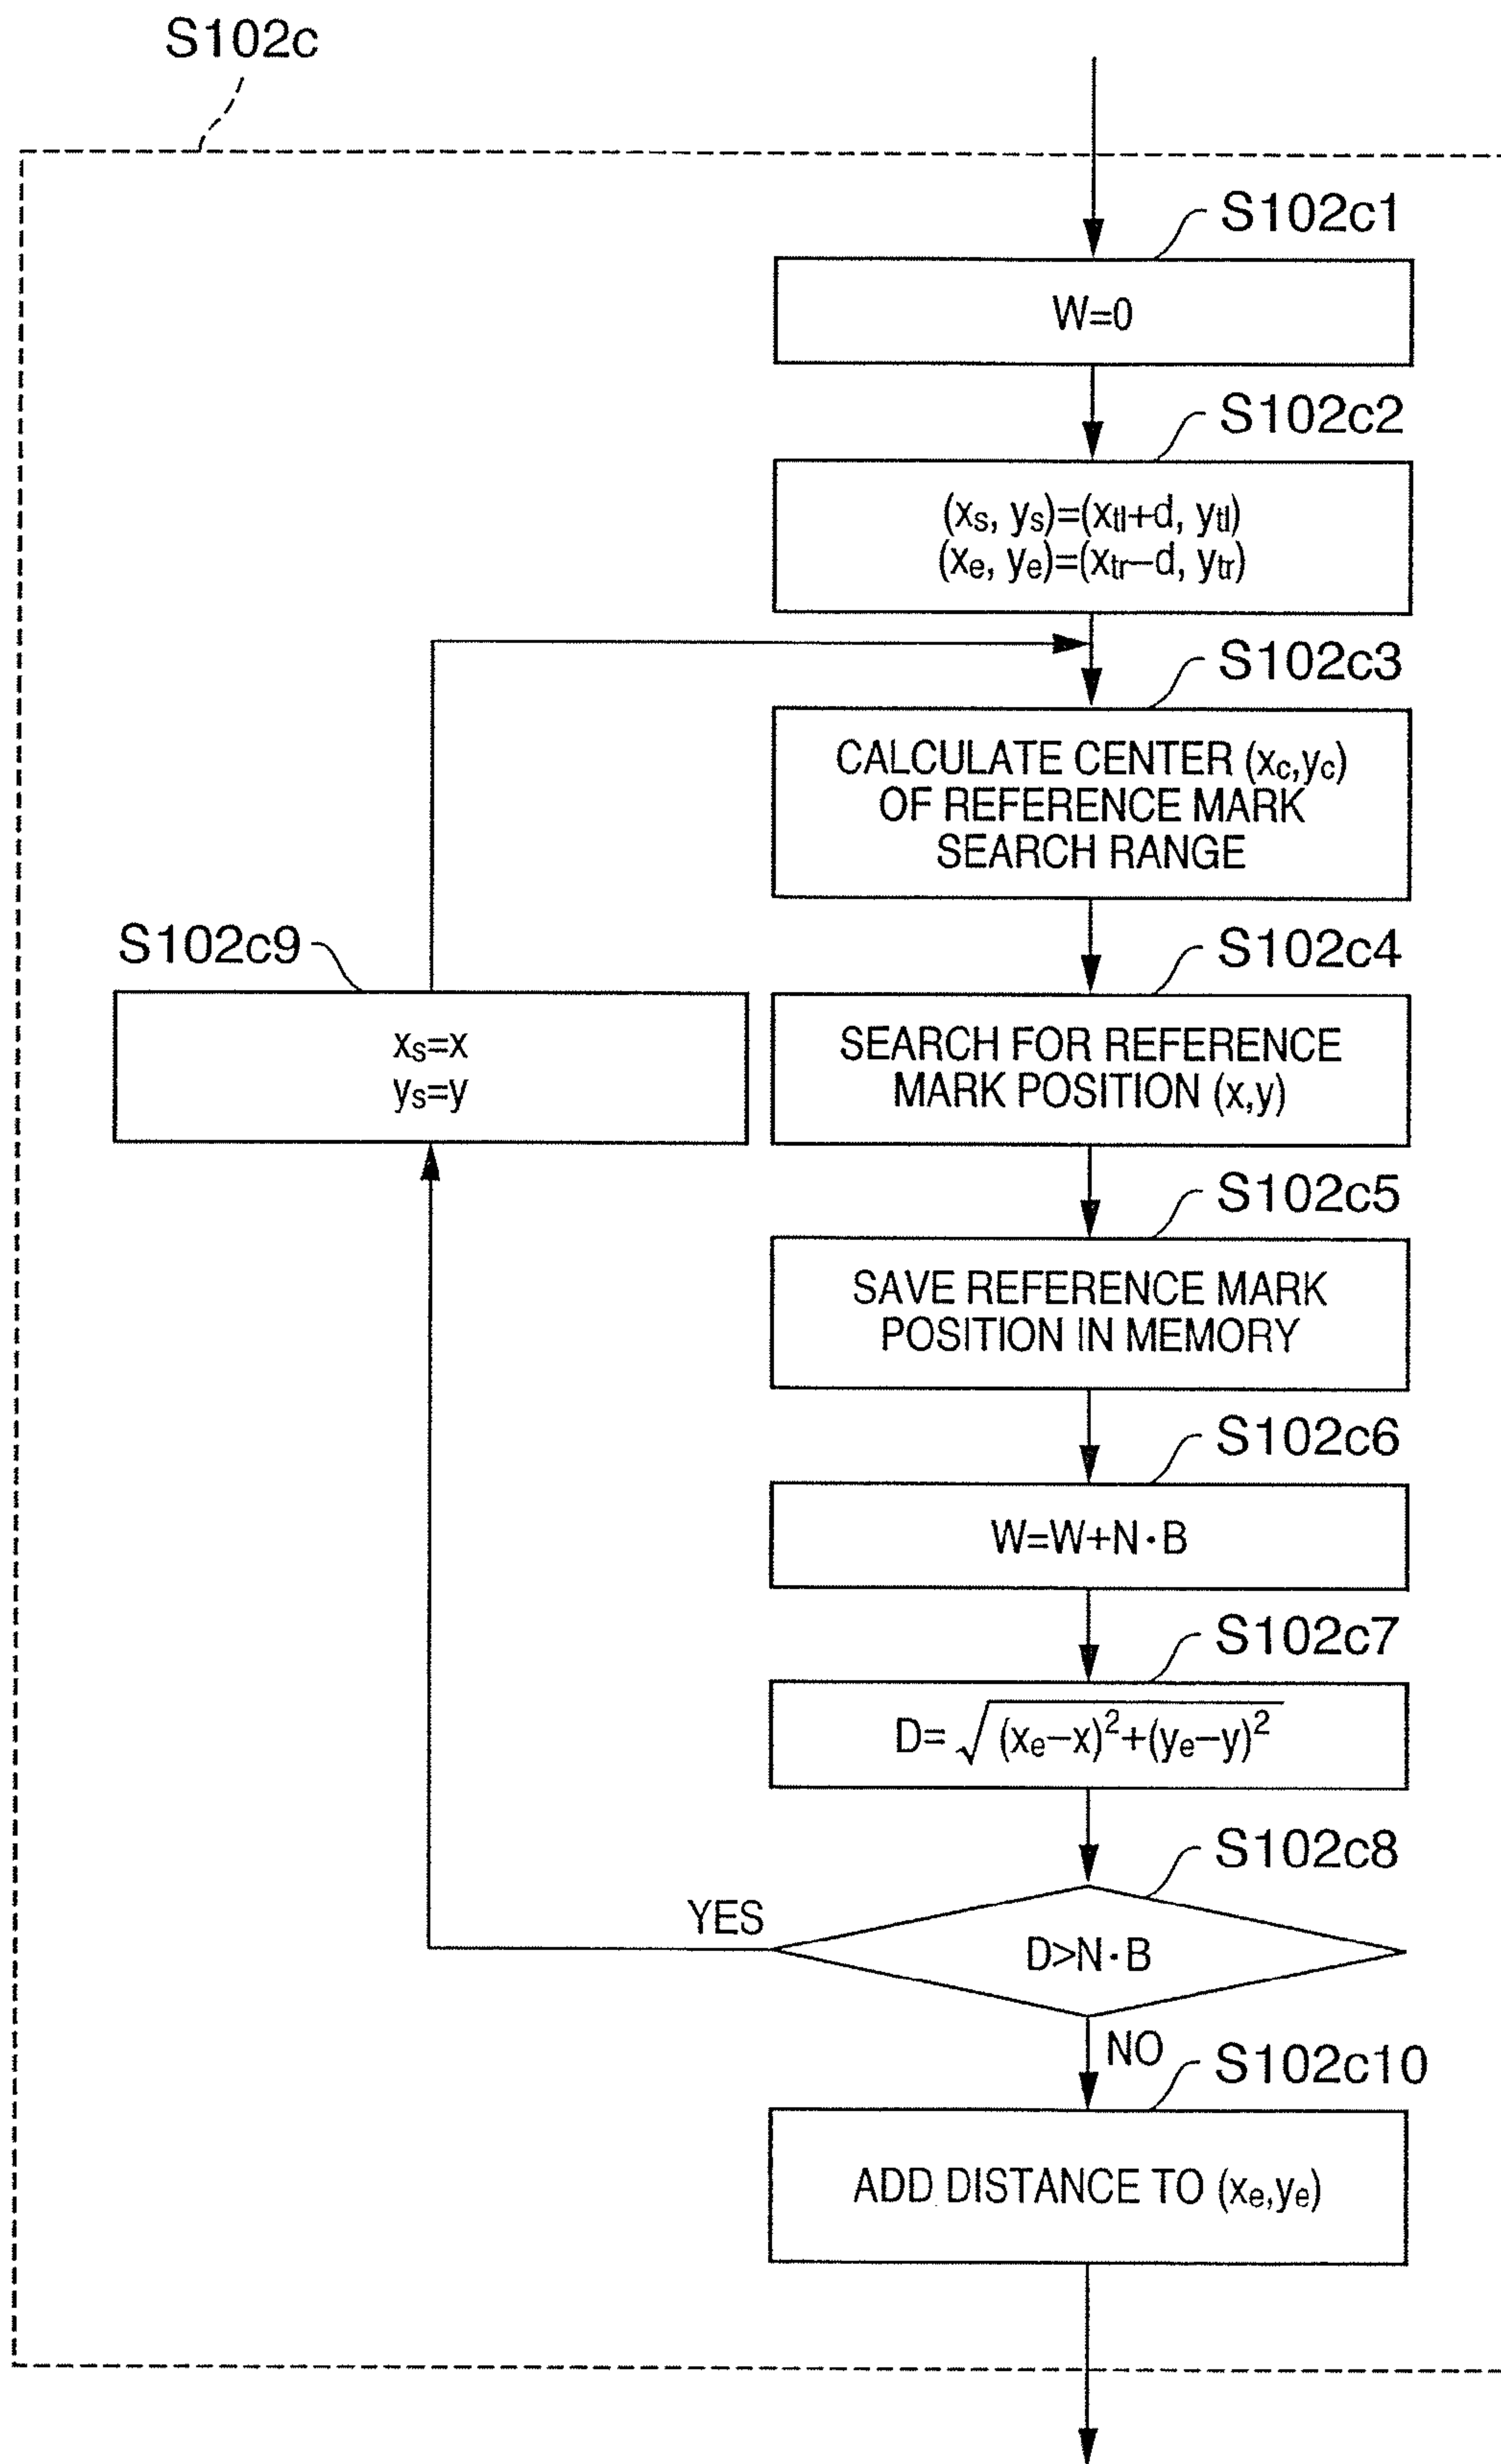 S102c
S102c1
W=0
S102c2
(xs, ys)=(xtl+d, ytl)
(xe, ye)=(xtr−d, ytr)
S102c3
CALCULATE CENTER (xc,yc)
OF REFERENCE MARK
SEARCH RANGE
S102c9
xs=x
ys=y
S102c4
SEARCH FOR REFERENCE
MARK POSITION (x,y)
S102c5
SAVE REFERENCE MARK
POSITION IN MEMORY
S102c6
W=W+N·B
S102c7
D=√(xe−x)²+(ye−y)²
S102c8
YES
D>N·B
NO
S102c10
ADD DISTANCE TO (xe,ye)